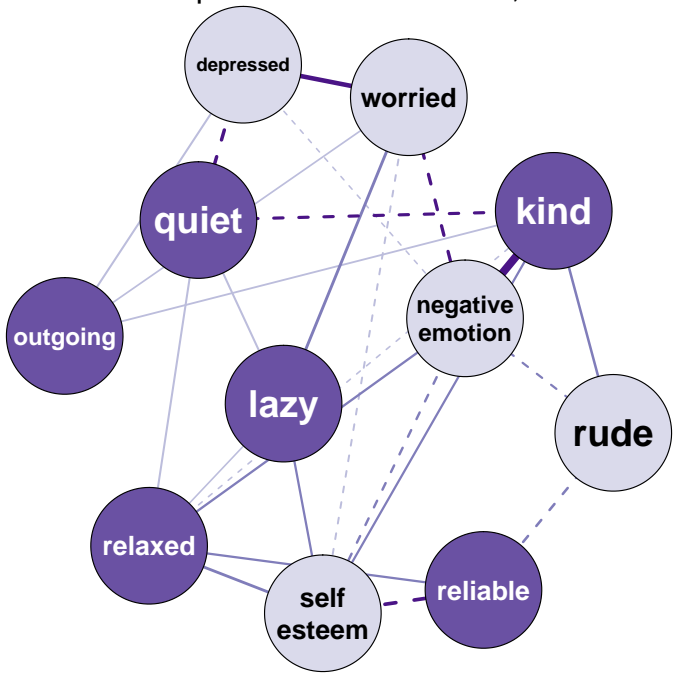 depressed
worried
quiet
kind
negative
emotion
outgoing
lazy
rude
relaxed
reliable
self
esteem